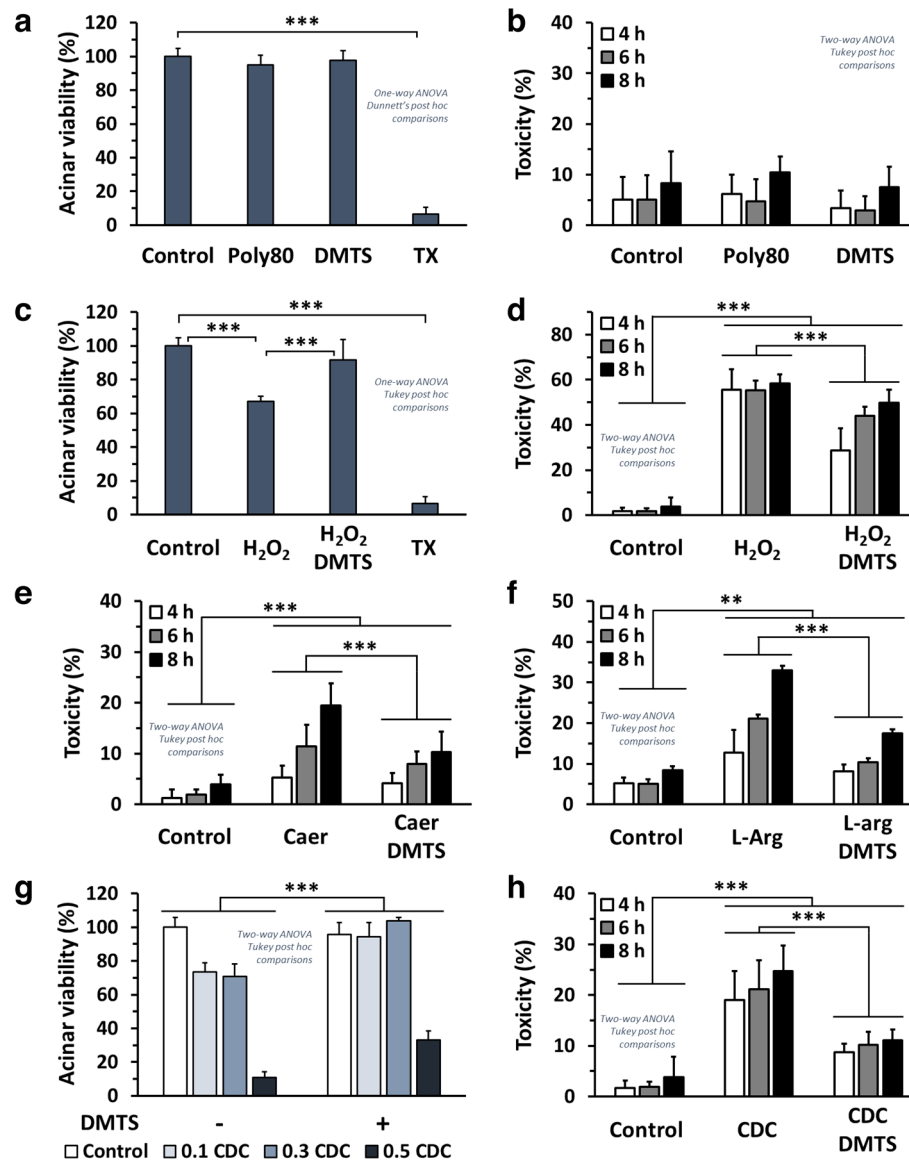 a
Acinar viability (%)
120
100
80
60
40
20
0
***
One-way ANOVA
Dunnett's post hoc
comparisons
Control Poly80 DMTS TX
b
Toxicity (%)
40
30
20
10
0
4 h
6 h
8 h
Two-way ANOVA
Tukey post hoc
comparisons
Control Poly80 DMTS
c
Acinar viability (%)
120
100
80
60
40
20
0
***
***
***
One-way ANOVA
Tukey post hoc
comparisons
Control H₂O₂ H₂O₂ TX
DMTS
d
Toxicity (%)
80
60
40
20
0
4 h
6 h
8 h
***
***
Two-way ANOVA
Tukey post hoc
comparisons
Control H₂O₂ H₂O₂
DMTS
e
Toxicity (%)
40
30
20
10
0
4 h
6 h
8 h
***
***
Two-way ANOVA
Tukey post hoc
comparisons
Control Caer Caer
DMTS
f
Toxicity (%)
50
40
30
20
10
0
4 h
6 h
8 h
**
***
Two-way ANOVA
Tukey post hoc
comparisons
Control L-Arg L-arg
DMTS
g
Acinar viability (%)
120
100
80
60
40
20
0
***
Two-way ANOVA
Tukey post hoc
comparisons
DMTS - +
Control 0.1 CDC 0.3 CDC 0.5 CDC
h
Toxicity (%)
40
30
20
10
0
4 h
6 h
8 h
***
***
Two-way ANOVA
Tukey post hoc
comparisons
Control CDC CDC
DMTS